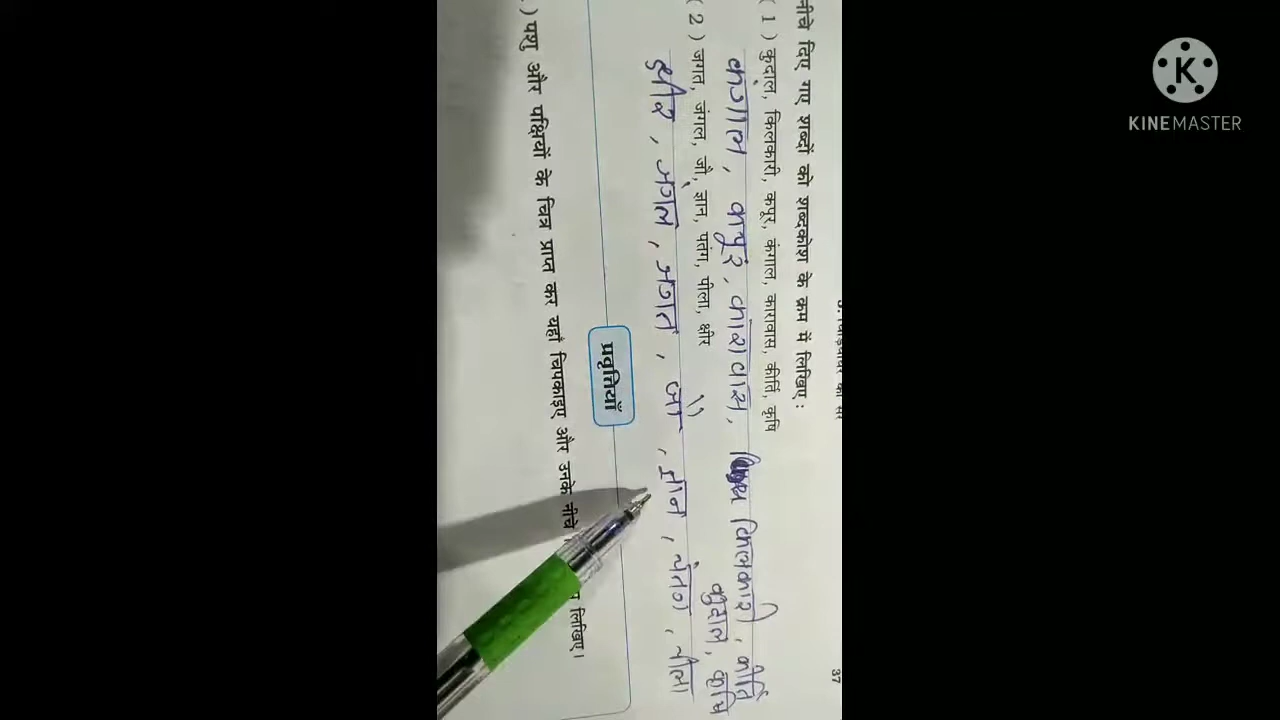 37
नीचे दिए गए शब्दों को शब्दकोश के क्रम में लिखिए :
( 1 ) कुदाल, किलकारी, कपूर, कंगाल, कारावास, कीर्ति, कृषि
कंगाल, कपूर, कारावास, किलकारी, कीर्ति
कुदाल, कृषि
( 2 ) जगत, जंगल, जौ, ज्ञान, पतंग, पीला, क्षीर
क्षीर, जंगल, जगत, जौ, ज्ञान, पतंग, पीला
प्रवृत्तियाँ
.) पशु और पक्षियों के चित्र प्राप्त कर यहाँ चिपकाइए और उनके नीचे लिखिए।
K
KINEMASTER